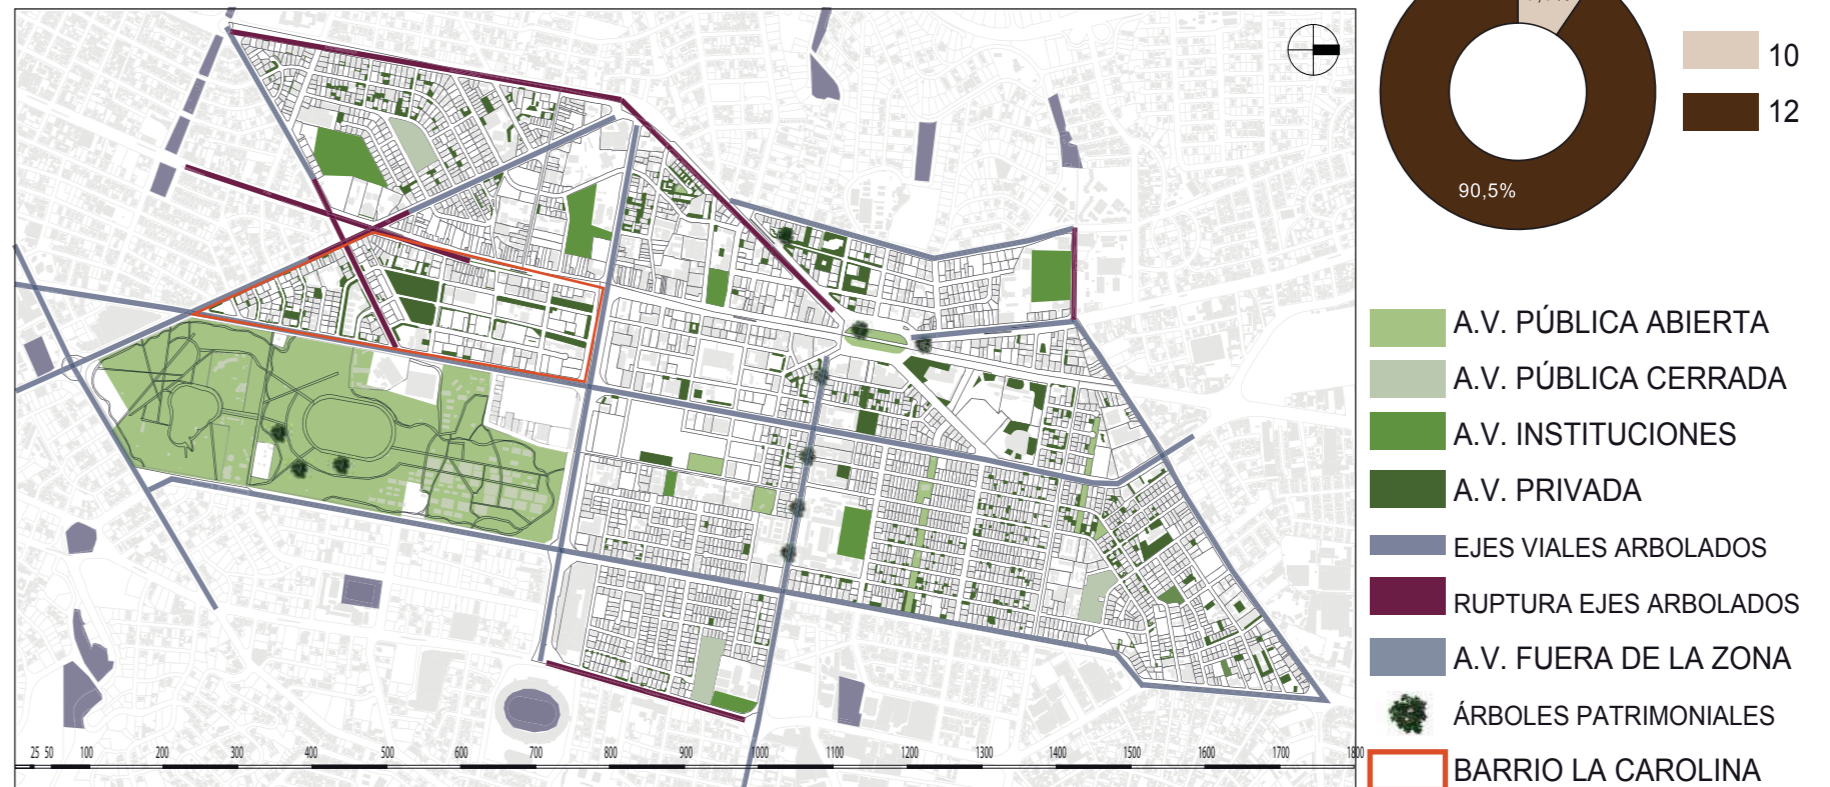 10
12
90,5%
A.V. PÚBLICA ABIERTA
A.V. PÚBLICA CERRADA
A.V. INSTITUCIONES
A.V. PRIVADA
EJES VIALES ARBOLADOS
RUPTURA EJES ARBOLADOS
A.V. FUERA DE LA ZONA
ÁRBOLES PATRIMONIALES
BARRIO LA CAROLINA
25 50 100 200 300 400 500 600 700 800 900 1000 1100 1200 1300 1400 1500 1600 1700 1800